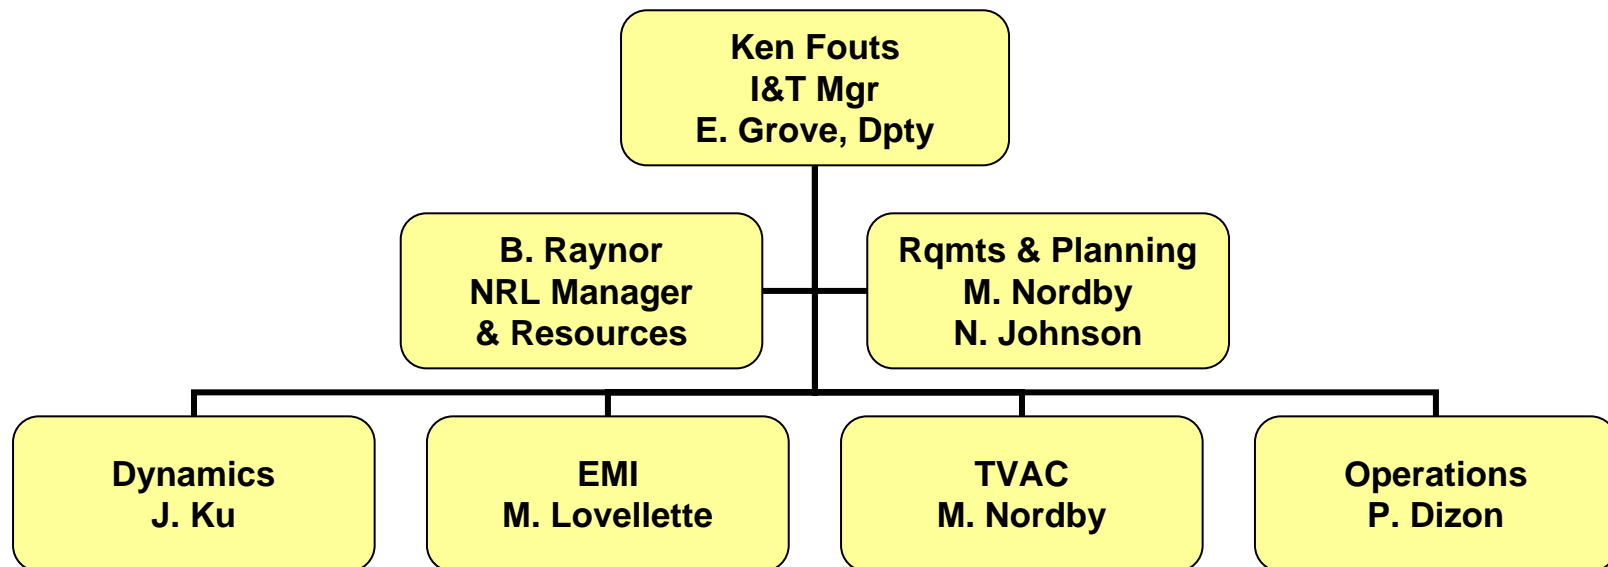 Ken Fouts
I&T Mgr
E. Grove, Dpty
B. Raynor
NRL Manager
& Resources
Rqmts & Planning
M. Nordby
N. Johnson
Dynamics
J. Ku
EMI
M. Lovellette
TVAC
M. Nordby
Operations
P. Dizon